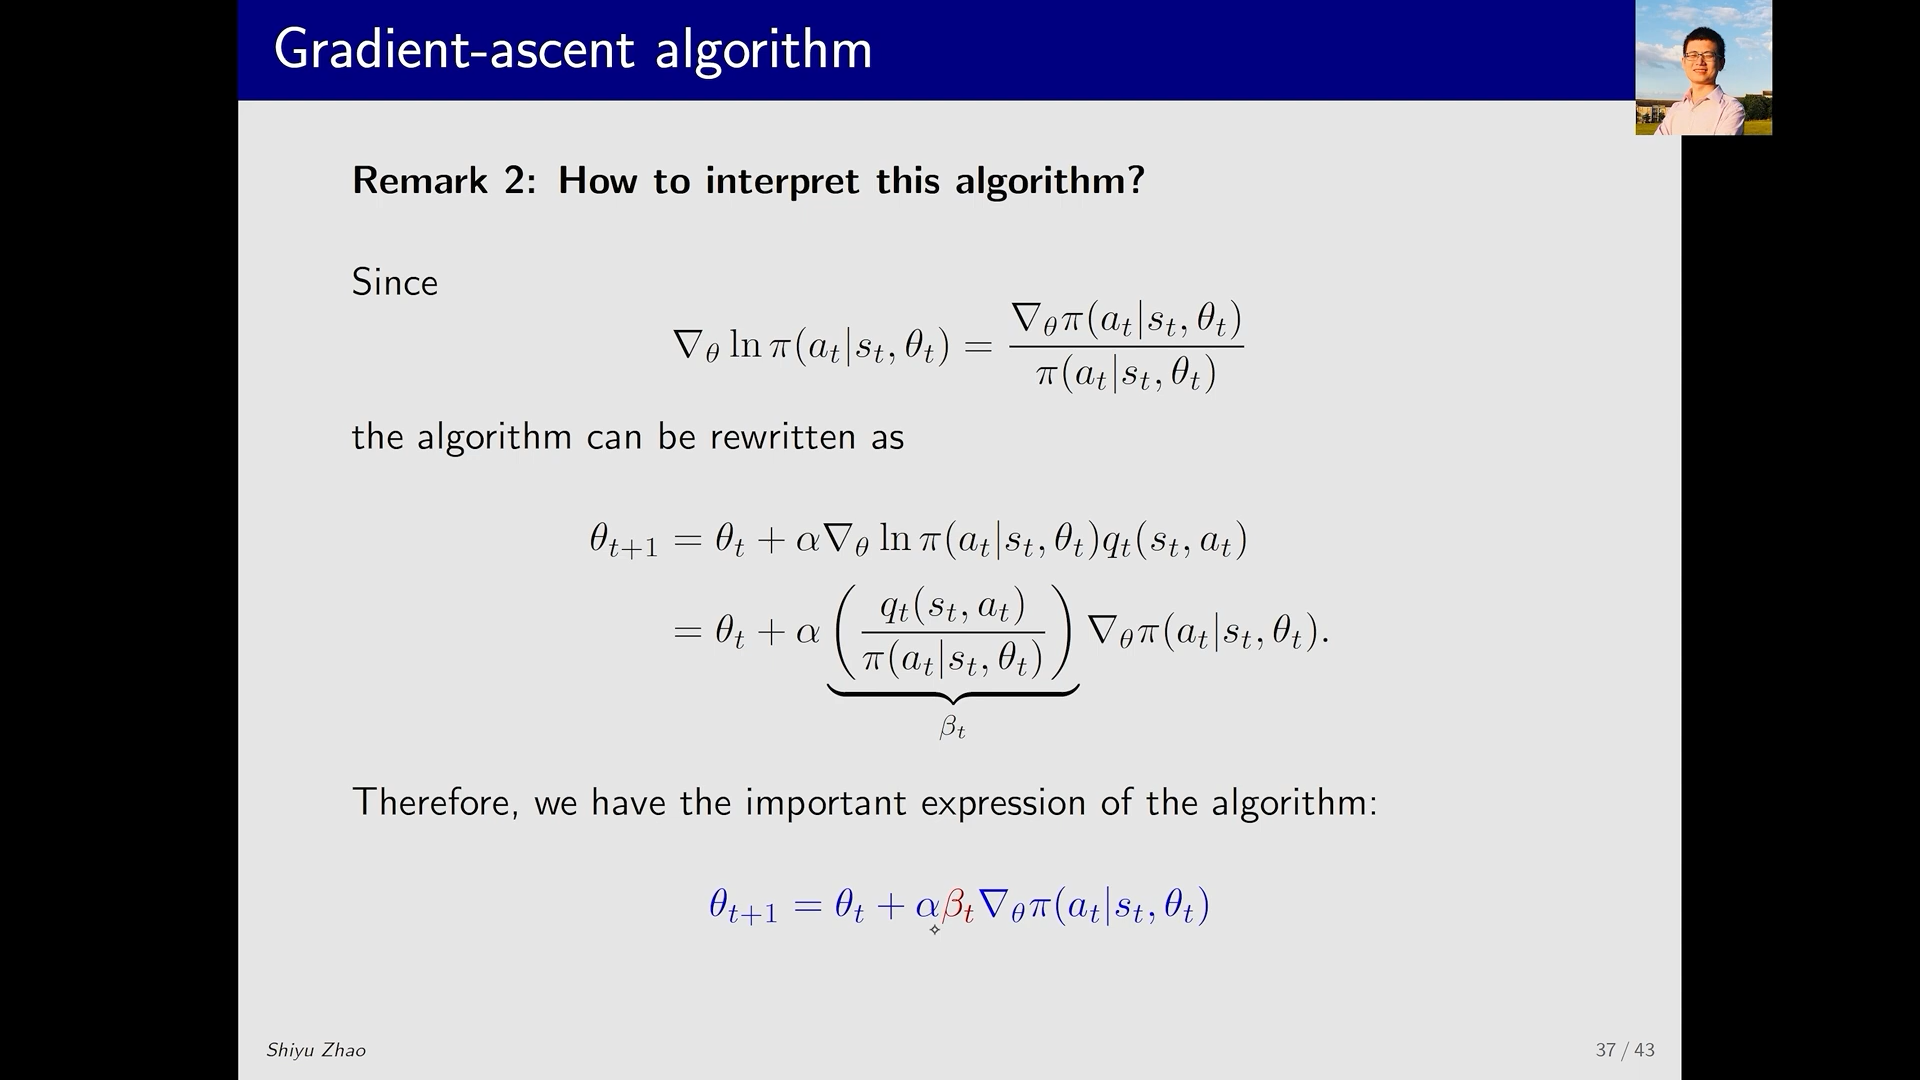 Gradient-ascent algorithm
Remark 2: How to interpret this algorithm?
Since
∇_θ ln π(a_t|s_t, θ_t) = ∇_θπ(a_t|s_t, θ_t) / π(a_t|s_t, θ_t)
the algorithm can be rewritten as
θ_{t+1} = θ_t + α∇_θ ln π(a_t|s_t, θ_t)q_t(s_t, a_t)
= θ_t + α (q_t(s_t, a_t) / π(a_t|s_t, θ_t)) ∇_θπ(a_t|s_t, θ_t).
β_t
Therefore, we have the important expression of the algorithm:
θ_{t+1} = θ_t + αβ_t∇_θπ(a_t|s_t, θ_t)
Shiyu Zhao
37 / 43